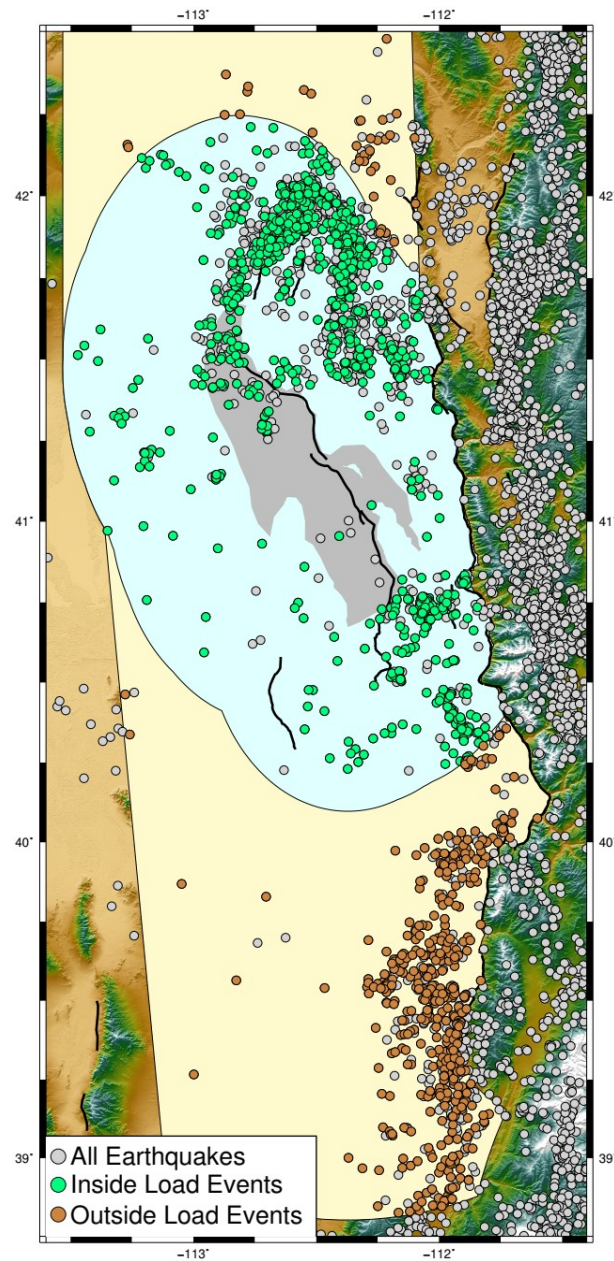 −113˚ −112˚
42˚ 42˚
41˚ 41˚
40˚ 40˚
39˚ 39˚
All Earthquakes
Inside Load Events
Outside Load Events
−113˚ −112˚